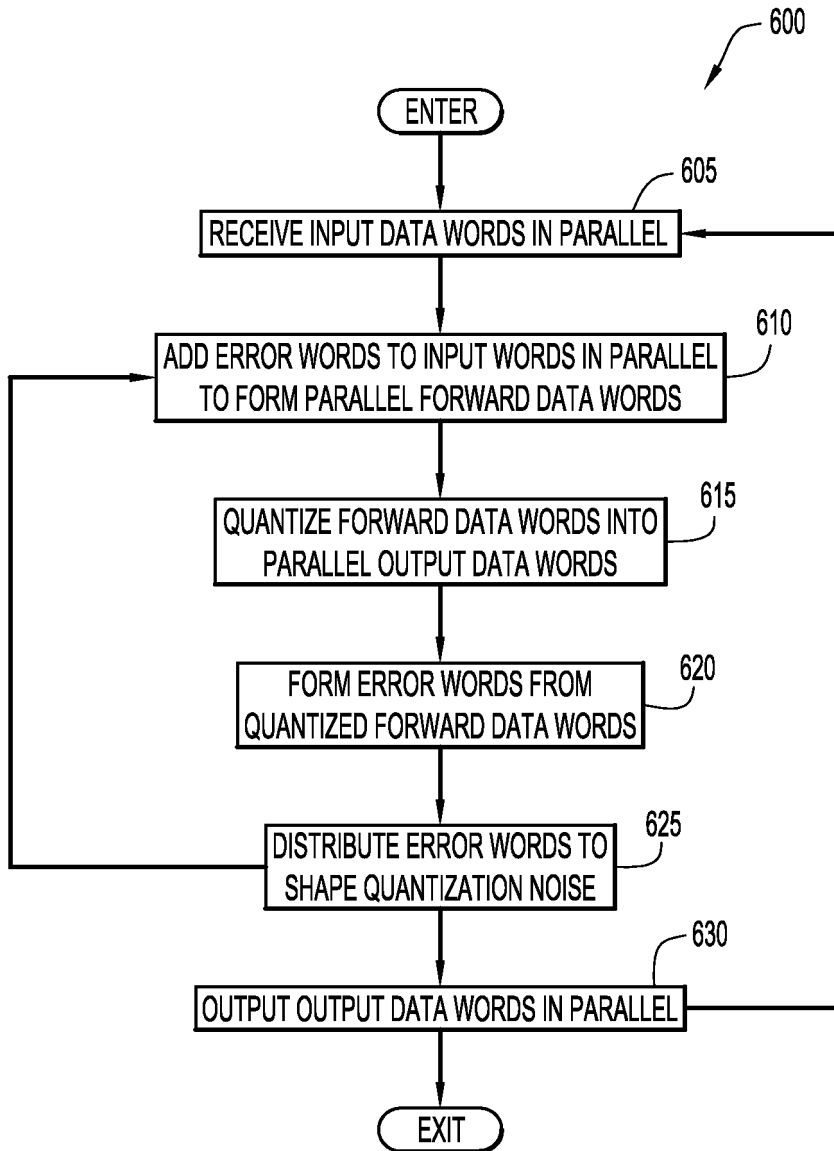 600
ENTER
605
RECEIVE INPUT DATA WORDS IN PARALLEL
610
ADD ERROR WORDS TO INPUT WORDS IN PARALLEL
TO FORM PARALLEL FORWARD DATA WORDS
615
QUANTIZE FORWARD DATA WORDS INTO
PARALLEL OUTPUT DATA WORDS
620
FORM ERROR WORDS FROM
QUANTIZED FORWARD DATA WORDS
625
DISTRIBUTE ERROR WORDS TO
SHAPE QUANTIZATION NOISE
630
OUTPUT OUTPUT DATA WORDS IN PARALLEL
EXIT